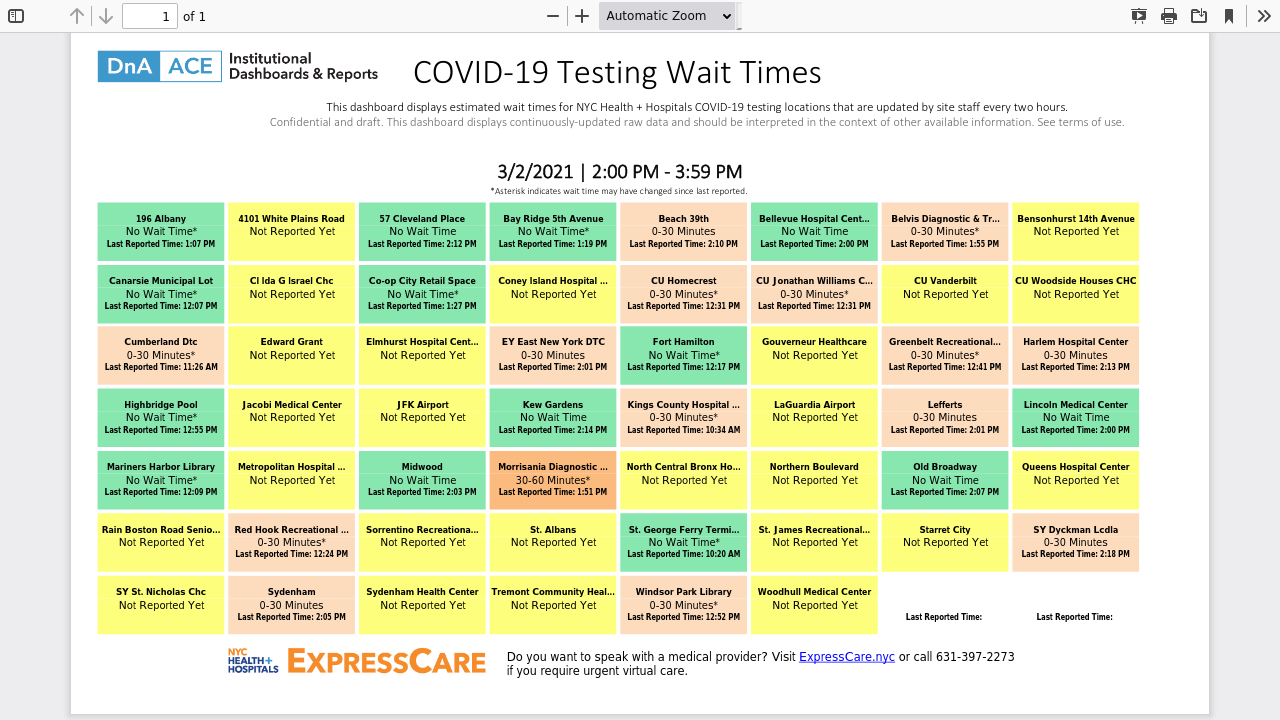 1 of 1 Automatic Zoom
DnA ACE Institutional
Dashboards & Reports
COVID-19 Testing Wait Times
This dashboard displays estimated wait times for NYC Health + Hospitals COVID-19 testing locations that are updated by site staff every two hours.
Confidential and draft. This dashboard displays continuously-updated raw data and should be interpreted in the context of other available information. See terms of use.
3/2/2021 | 2:00 PM - 3:59 PM
*Asterisk indicates wait time may have changed since last reported.
196 Albany
No Wait Time*
Last Reported Time: 1:07 PM
4101 White Plains Road
Not Reported Yet
57 Cleveland Place
No Wait Time
Last Reported Time: 2:12 PM
Bay Ridge 5th Avenue
No Wait Time*
Last Reported Time: 1:19 PM
Beach 39th
0-30 Minutes
Last Reported Time: 2:10 PM
Bellevue Hospital Cent...
No Wait Time
Last Reported Time: 2:00 PM
Belvis Diagnostic & Tr...
0-30 Minutes*
Last Reported Time: 1:55 PM
Bensonhurst 14th Avenue
Not Reported Yet
Canarsie Municipal Lot
No Wait Time*
Last Reported Time: 12:07 PM
Cl Ida G Israel Chc
Not Reported Yet
Co-op City Retail Space
No Wait Time*
Last Reported Time: 1:27 PM
Coney Island Hospital ...
Not Reported Yet
CU Homecrest
0-30 Minutes*
Last Reported Time: 12:31 PM
CU Jonathan Williams C...
0-30 Minutes*
Last Reported Time: 12:31 PM
CU Vanderbilt
Not Reported Yet
CU Woodside Houses CHC
Not Reported Yet
Cumberland Dtc
0-30 Minutes*
Last Reported Time: 11:26 AM
Edward Grant
Not Reported Yet
Elmhurst Hospital Cent...
Not Reported Yet
EY East New York DTC
0-30 Minutes
Last Reported Time: 2:01 PM
Fort Hamilton
No Wait Time*
Last Reported Time: 12:17 PM
Gouverneur Healthcare
Not Reported Yet
Greenbelt Recreational...
0-30 Minutes*
Last Reported Time: 12:41 PM
Harlem Hospital Center
0-30 Minutes
Last Reported Time: 2:13 PM
Highbridge Pool
No Wait Time*
Last Reported Time: 12:55 PM
Jacobi Medical Center
Not Reported Yet
JFK Airport
Not Reported Yet
Kew Gardens
No Wait Time
Last Reported Time: 2:14 PM
Kings County Hospital ...
0-30 Minutes*
Last Reported Time: 10:34 AM
LaGuardia Airport
Not Reported Yet
Lefferts
0-30 Minutes
Last Reported Time: 2:01 PM
Lincoln Medical Center
No Wait Time
Last Reported Time: 2:00 PM
Mariners Harbor Library
No Wait Time*
Last Reported Time: 12:09 PM
Metropolitan Hospital ...
Not Reported Yet
Midwood
No Wait Time
Last Reported Time: 2:03 PM
Morrisania Diagnostic ...
30-60 Minutes*
Last Reported Time: 1:51 PM
North Central Bronx Ho...
Not Reported Yet
Northern Boulevard
Not Reported Yet
Old Broadway
No Wait Time
Last Reported Time: 2:07 PM
Queens Hospital Center
Not Reported Yet
Rain Boston Road Senio...
Not Reported Yet
Red Hook Recreational ...
0-30 Minutes*
Last Reported Time: 12:24 PM
Sorrentino Recreationa...
Not Reported Yet
St. Albans
Not Reported Yet
St. George Ferry Termi...
No Wait Time*
Last Reported Time: 10:20 AM
St. James Recreational...
Not Reported Yet
Starret City
Not Reported Yet
SY Dyckman Lcdla
0-30 Minutes
Last Reported Time: 2:18 PM
SY St. Nicholas Chc
Not Reported Yet
Sydenham
0-30 Minutes
Last Reported Time: 2:05 PM
Sydenham Health Center
Not Reported Yet
Tremont Community Heal...
Not Reported Yet
Windsor Park Library
0-30 Minutes*
Last Reported Time: 12:52 PM
Woodhull Medical Center
Not Reported Yet
Last Reported Time:
Last Reported Time:
NYC
HEALTH+
HOSPITALS
EXPRESSCARE
Do you want to speak with a medical provider? Visit ExpressCare.nyc or call 631-397-2273
if you require urgent virtual care.